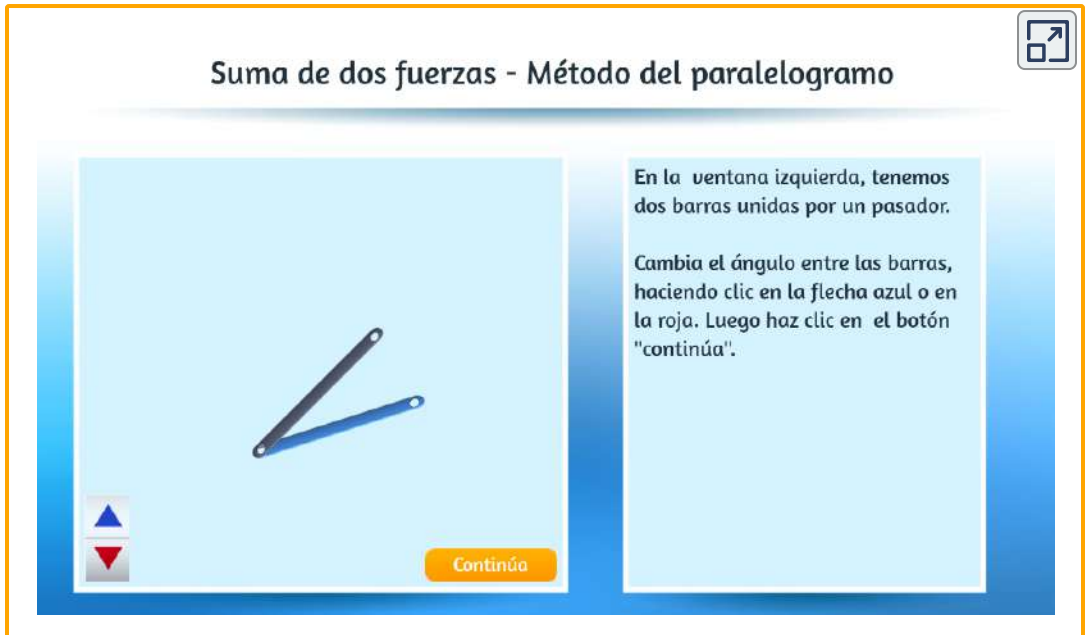 Suma de dos fuerzas - Método del paralelogramo
En la ventana izquierda, tenemos
dos barras unidas por un pasador.
Cambia el ángulo entre las barras,
haciendo clic en la flecha azul o en
la roja. Luego haz clic en el botón
"continúa".
Continúa